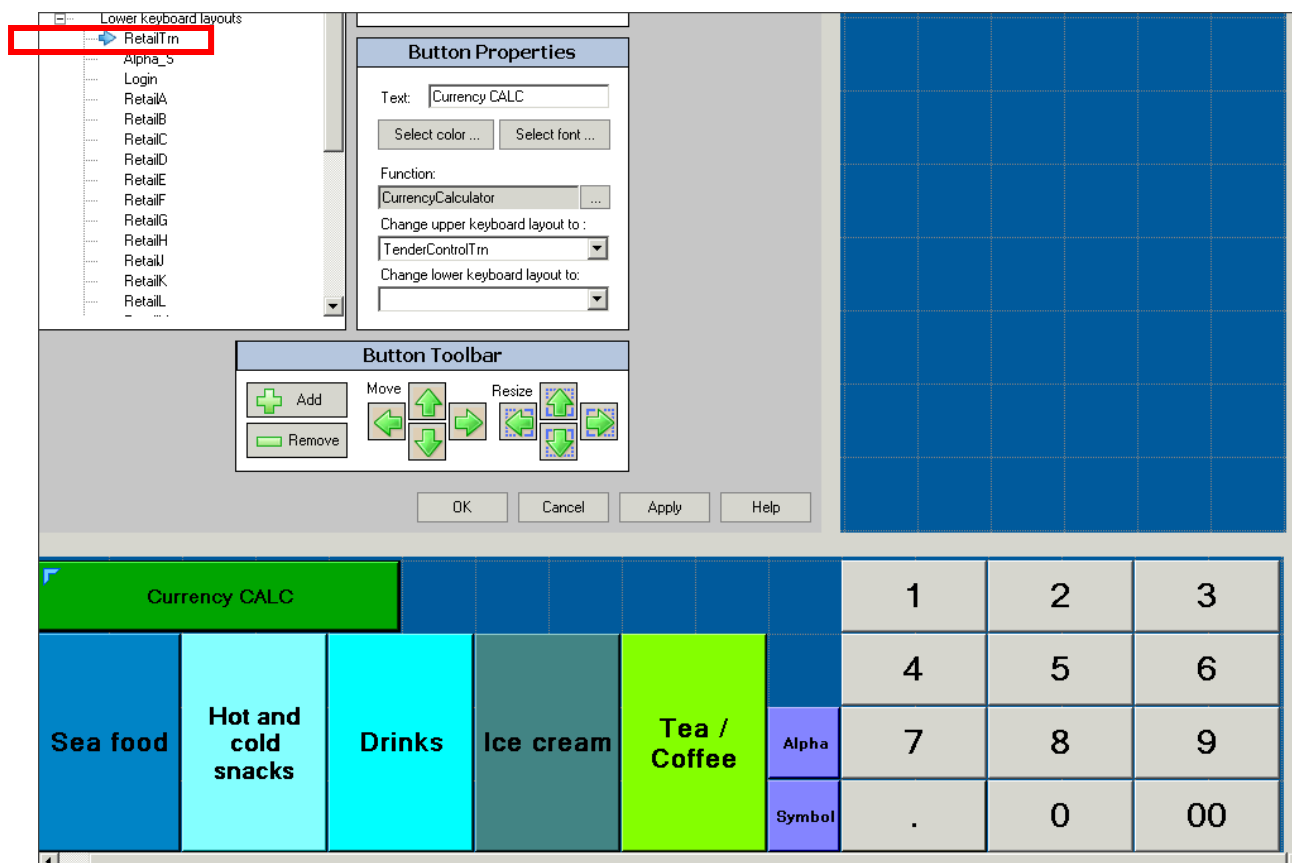 Lower keyboard layouts
RetailTrn
Alpha_S
Login
RetailA
RetailB
RetailC
RetailD
RetailE
RetailF
RetailG
RetailH
RetailJ
RetailK
RetailL
Button Properties
Text: Currency CALC
Select color ... Select font ...
Function:
CurrencyCalculator ...
Change upper keyboard layout to :
TenderControlTrn
Change lower keyboard layout to:
Button Toolbar
Add
Remove
Move
Resize
OK Cancel Apply Help
Currency CALC
Sea food
Hot and
cold
snacks
Drinks
Ice cream
Tea /
Coffee
Alpha
Symbol
1 2 3
4 5 6
7 8 9
. 0 00